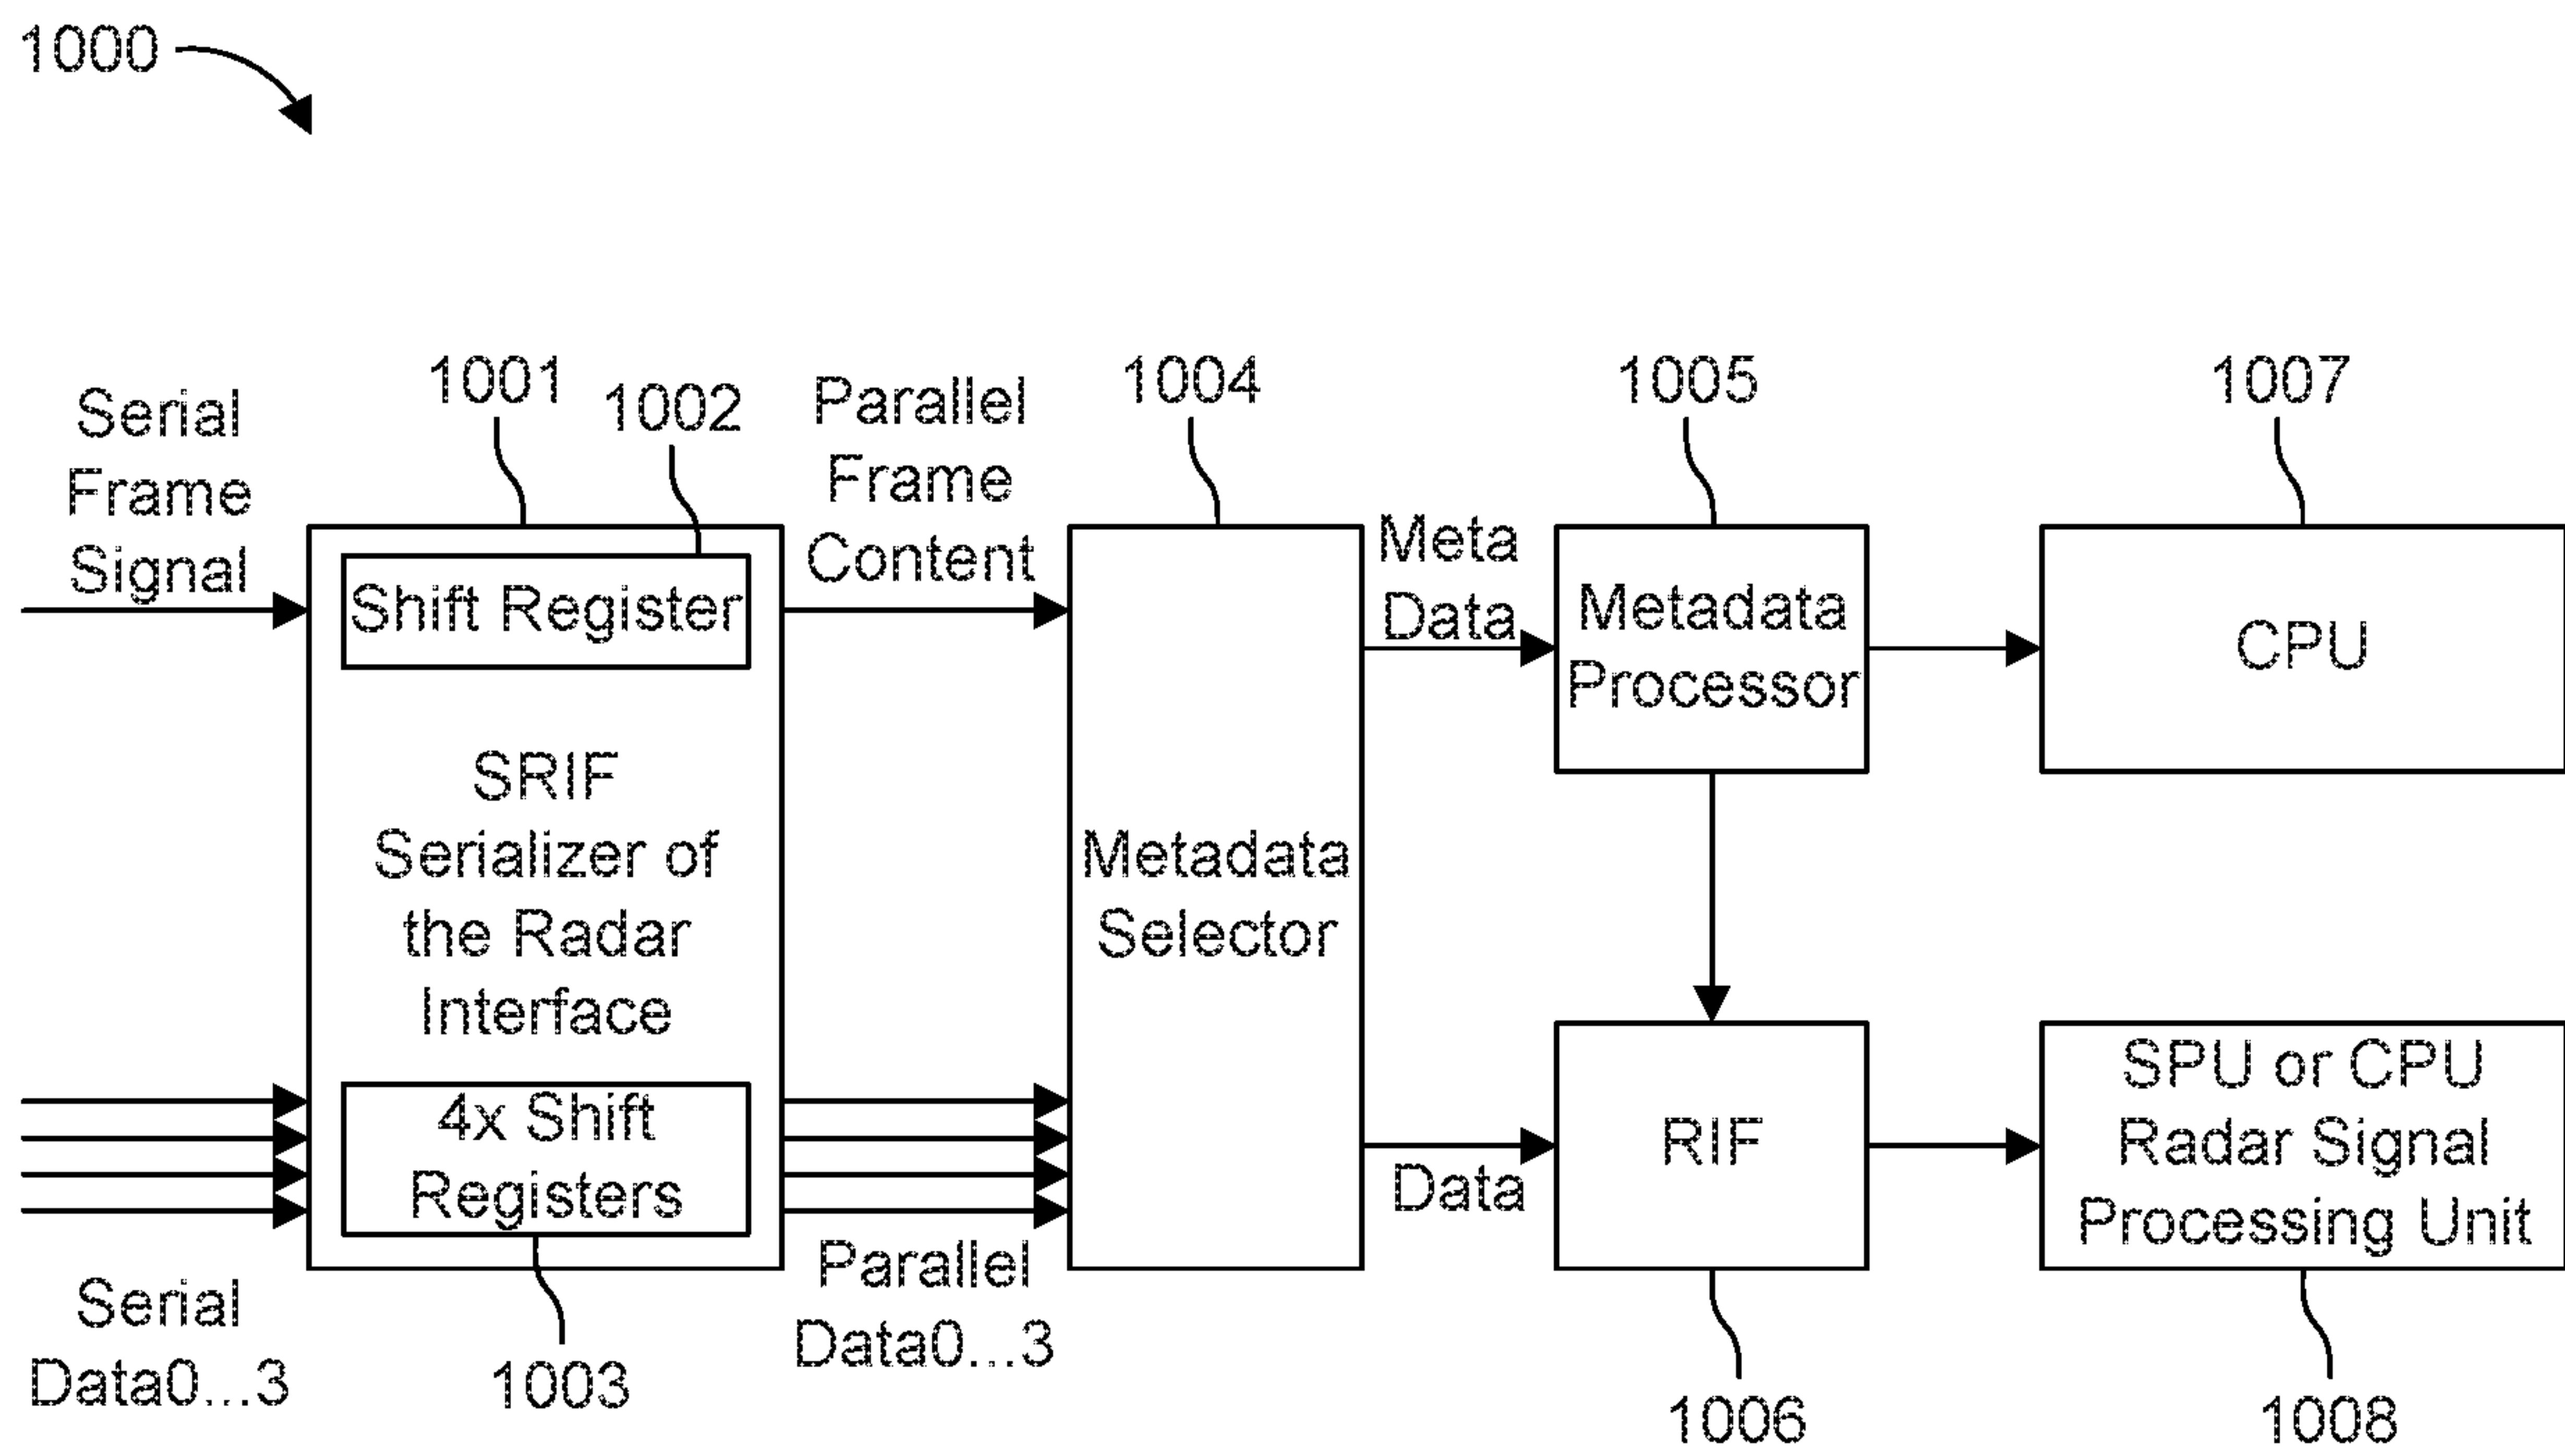 1000
Serial
Frame
Signal
1001
1002
Parallel
Frame
Content
1004
1005
1007
Shift Register
SRIF
Serializer of
the Radar
Interface
4x Shift
Registers
Metadata
Selector
Meta
Data
Metadata
Processor
CPU
Data
RIF
SPU or CPU
Radar Signal
Processing Unit
Serial
Data0...3
1003
Parallel
Data0...3
1006
1008